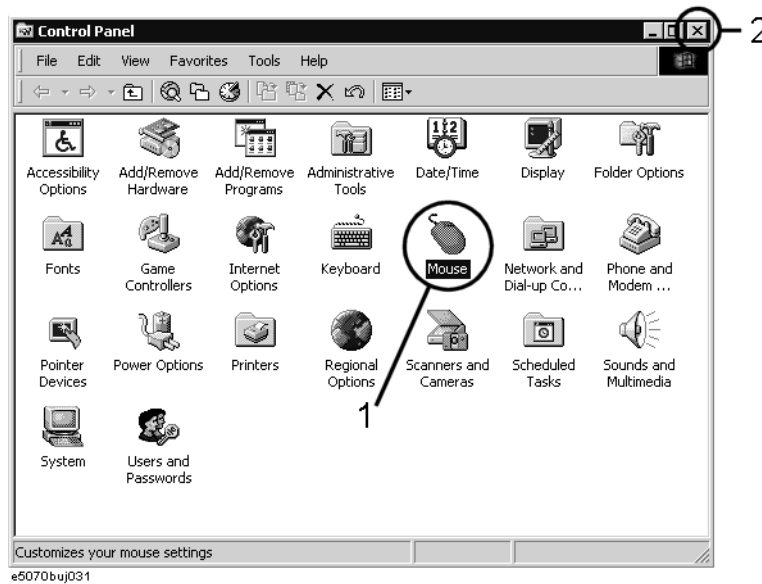 Control Panel
2
File Edit View Favorites Tools Help
Accessibility Options
Add/Remove Hardware
Add/Remove Programs
Administrative Tools
Date/Time
Display
Folder Options
Fonts
Game Controllers
Internet Options
Keyboard
Mouse
Network and Dial-up Co...
Phone and Modem ...
Pointer Devices
Power Options
Printers
Regional Options
Scanners and Cameras
Scheduled Tasks
Sounds and Multimedia
1
System
Users and Passwords
Customizes your mouse settings
e5070buj031